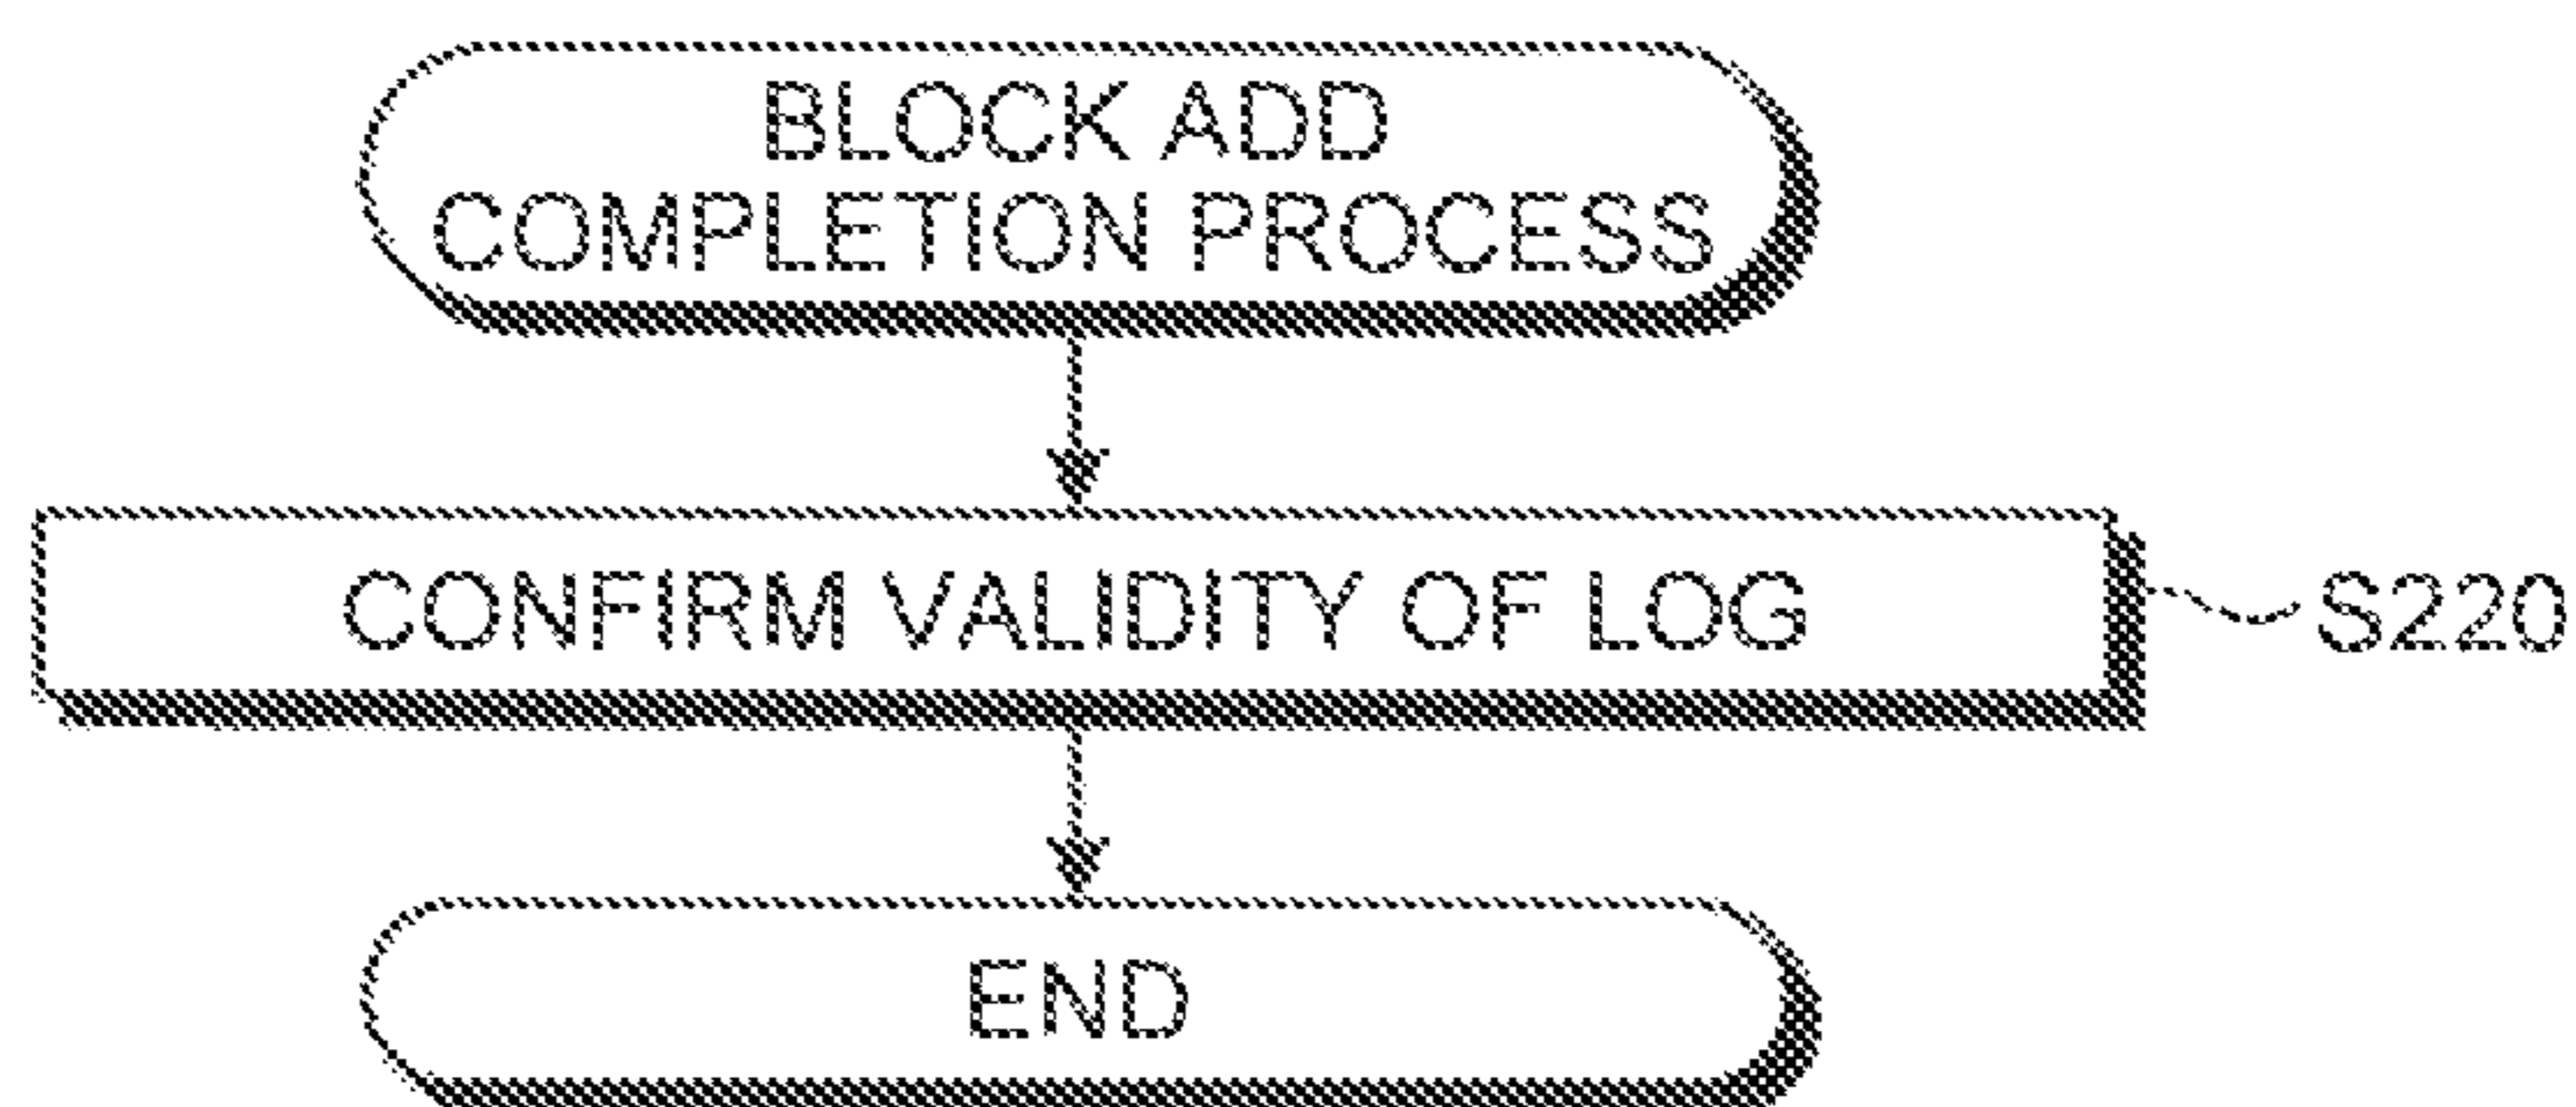 BLOCK ADD
COMPLETION PROCESS
CONFIRM VALIDITY OF LOG
S220
END